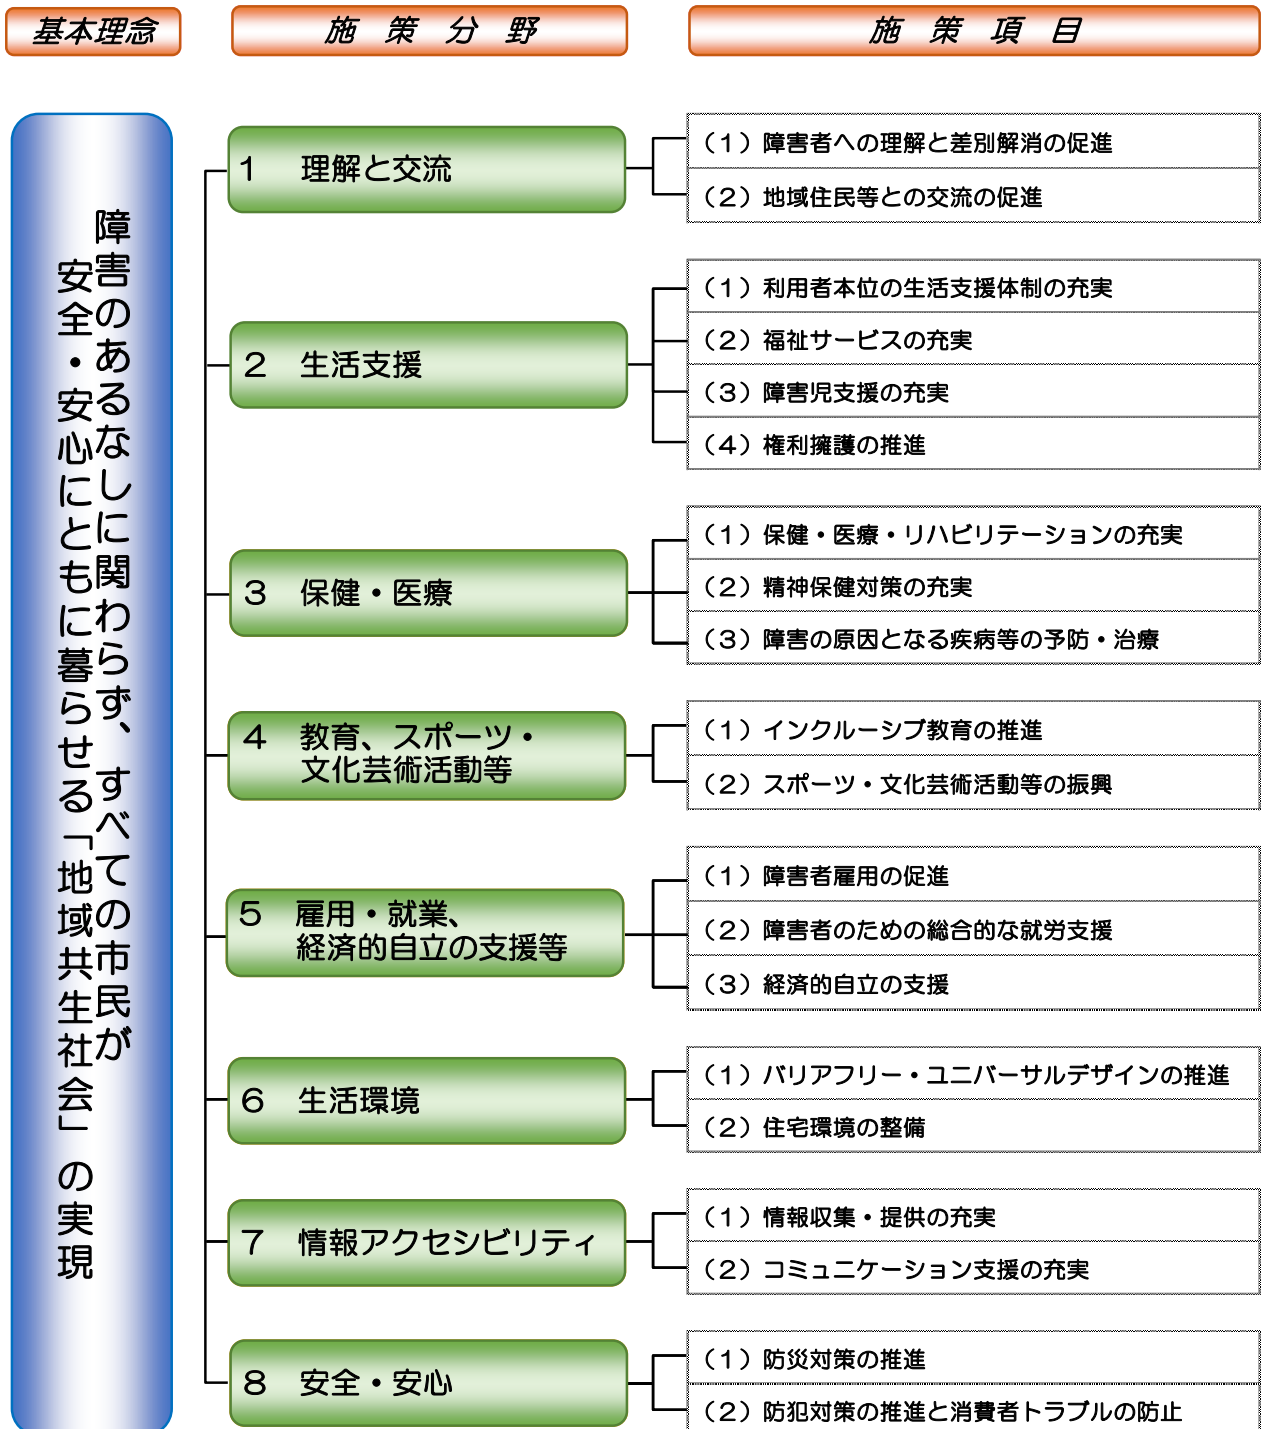 基本理念
施策分野
施策項目
障害のあるなしに関わらず、すべての市民が
安全・安心にともに暮らせる「地域共生社会」の実現
1 理解と交流
（1）障害者への理解と差別解消の促進
（2）地域住民等との交流の促進
2 生活支援
（1）利用者本位の生活支援体制の充実
（2）福祉サービスの充実
（3）障害児支援の充実
（4）権利擁護の推進
3 保健・医療
（1）保健・医療・リハビリテーションの充実
（2）精神保健対策の充実
（3）障害の原因となる疾病等の予防・治療
4 教育、スポーツ・
文化芸術活動等
（1）インクルーシブ教育の推進
（2）スポーツ・文化芸術活動等の振興
5 雇用・就業、
経済的自立の支援等
（1）障害者雇用の促進
（2）障害者のための総合的な就労支援
（3）経済的自立の支援
6 生活環境
（1）バリアフリー・ユニバーサルデザインの推進
（2）住宅環境の整備
7 情報アクセシビリティ
（1）情報収集・提供の充実
（2）コミュニケーション支援の充実
8 安全・安心
（1）防災対策の推進
（2）防犯対策の推進と消費者トラブルの防止